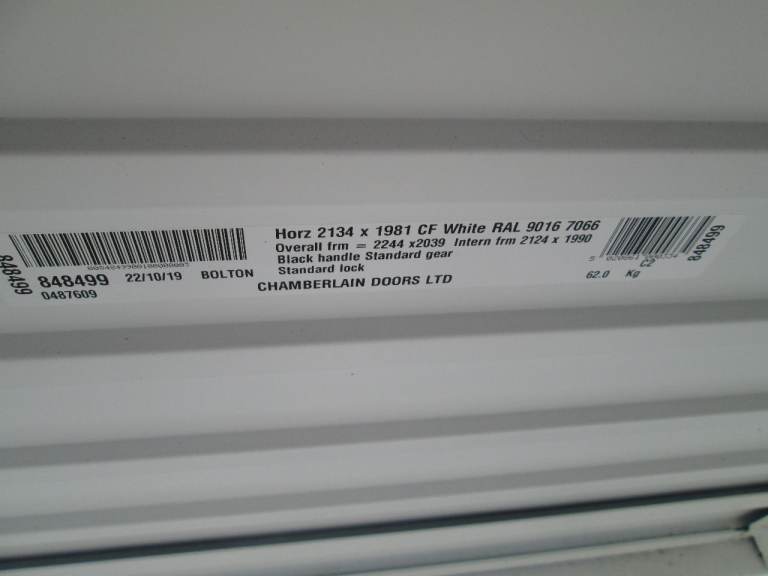 848499
848499 22/10/19 BOLTON
0487609
Horz 2134 x 1981 CF White RAL 9016 7066
Overall frm = 2244 x2039 Intern frm 2124 x 1990
Black handle Standard gear
Standard lock
CHAMBERLAIN DOORS LTD
62.0 Kg
848499